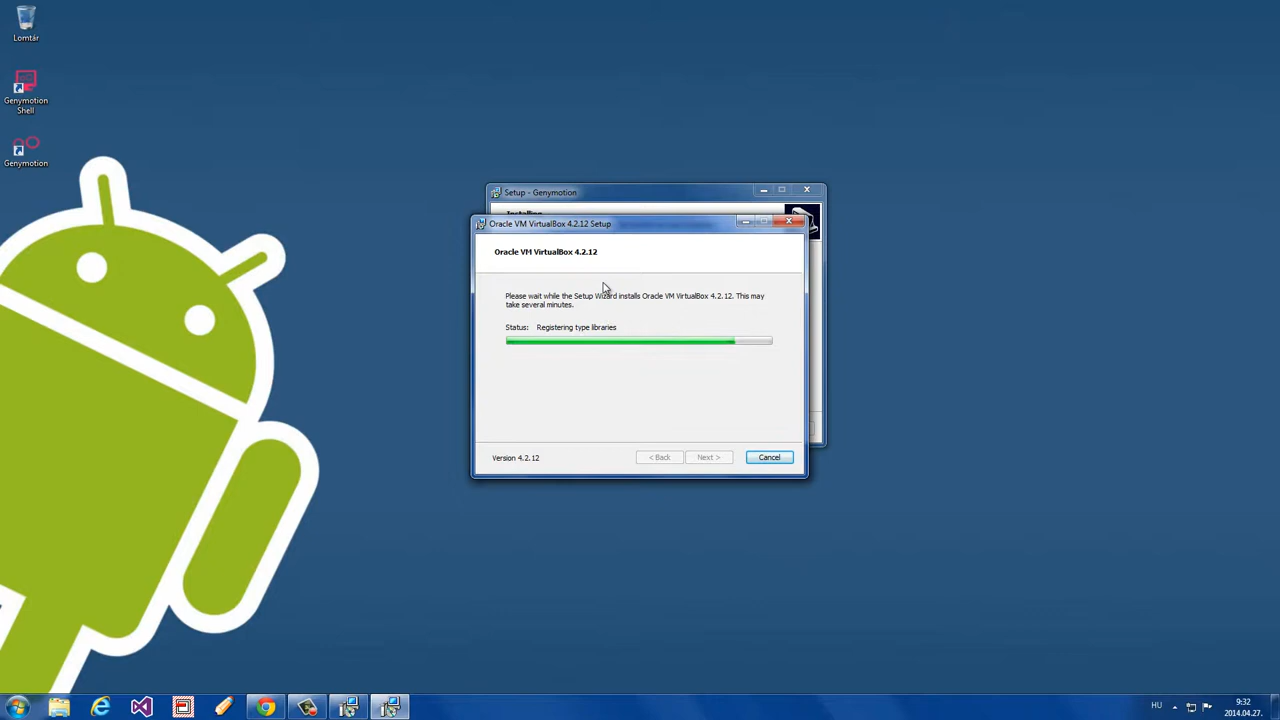 Lomtár
Genymotion
Shell
Genymotion
Setup - Genymotion
Installing
Oracle VM VirtualBox 4.2.12 Setup
Oracle VM VirtualBox 4.2.12
Please wait while the Setup Wizard installs Oracle VM VirtualBox 4.2.12. This may
take several minutes.
Status: Registering type libraries
Version 4.2.12
< Back
Next >
Cancel
HU
9:32
2014.04.27.